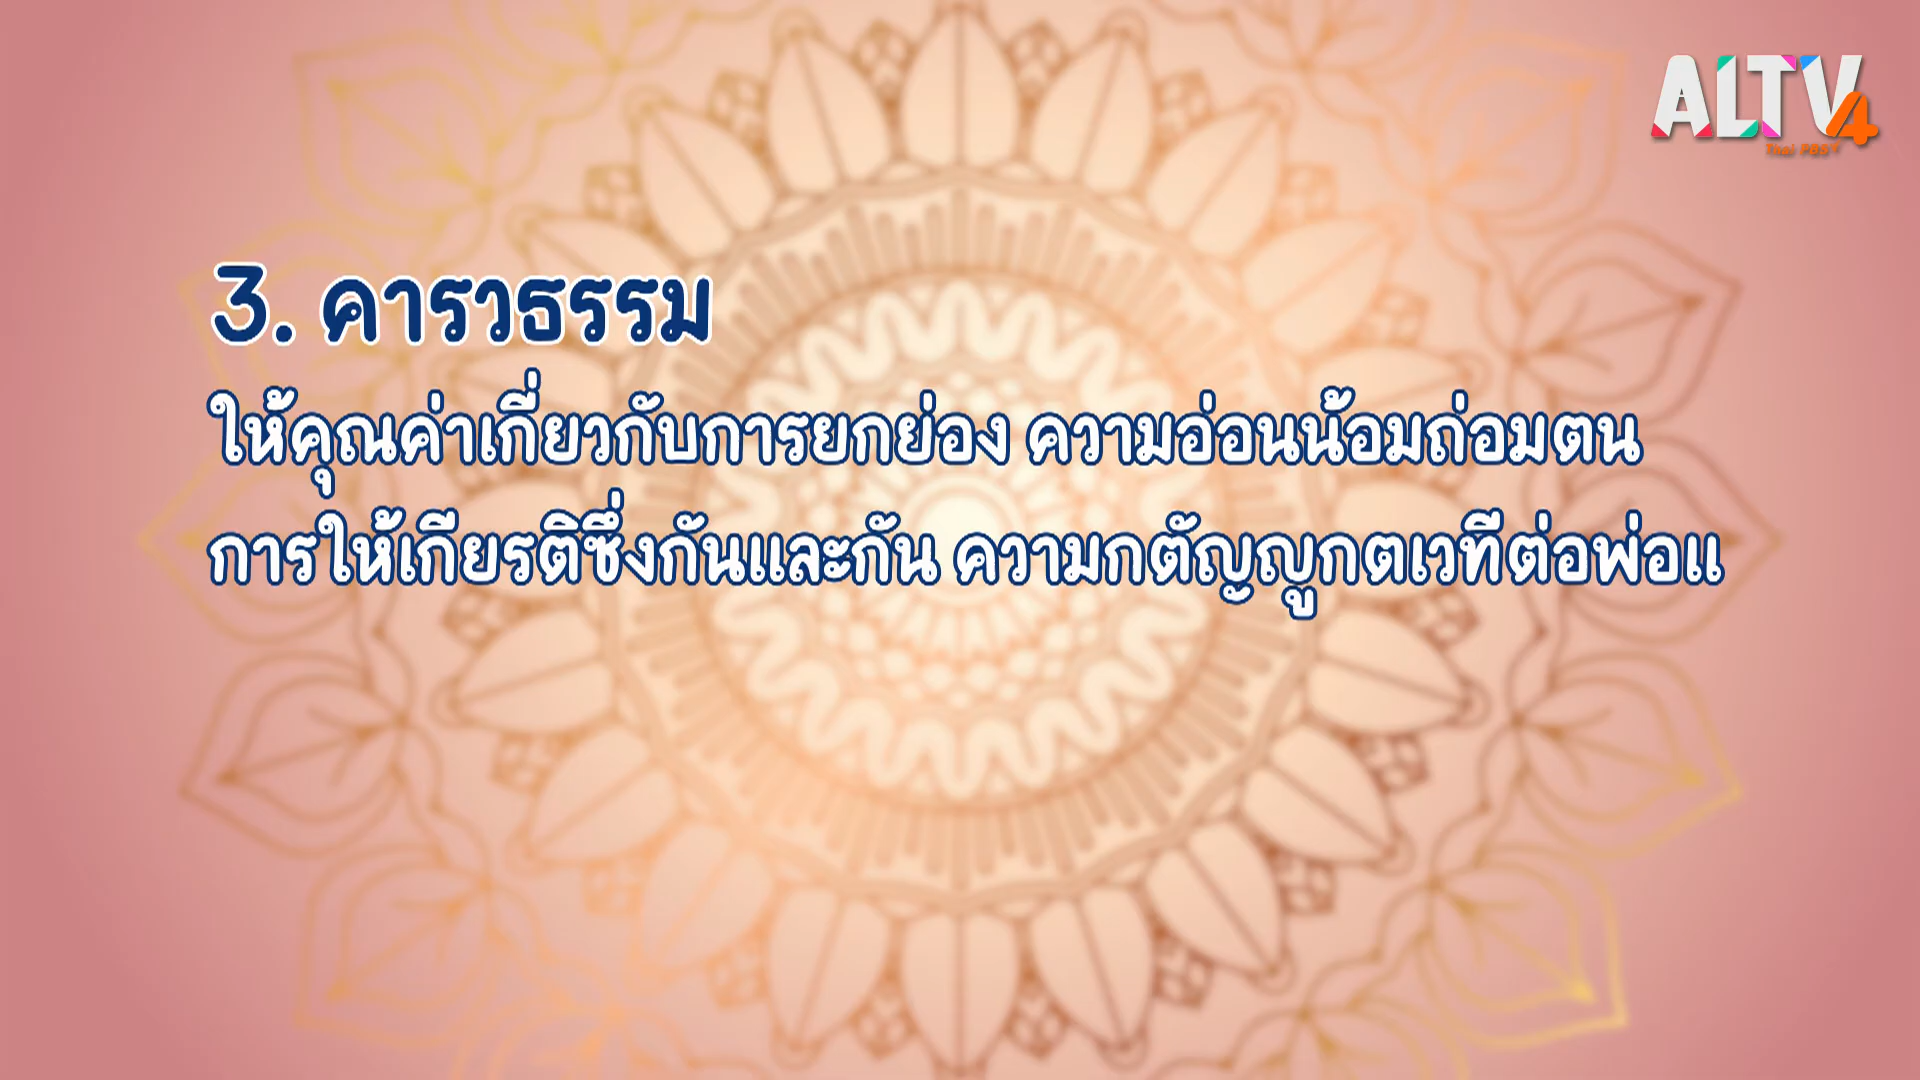 ALTV4
Thai PBS
3. คารวธรรม
ให้คุณค่าเกี่ยวกับการยกย่อง ความอ่อนน้อมถ่อมตน
การให้เกียรติซึ่งกันและกัน ความกตัญญูกตเวทีต่อพ่อแ